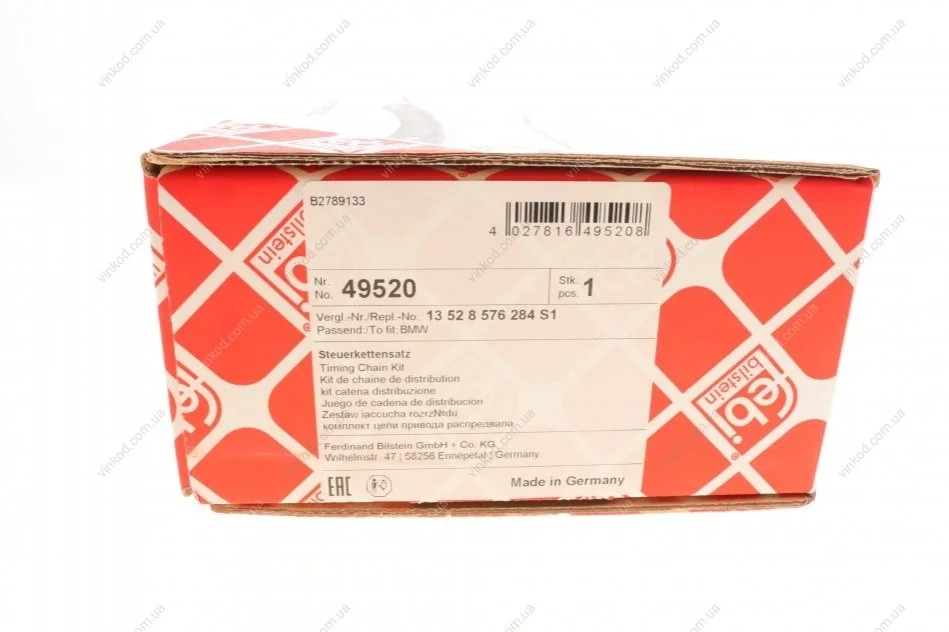 B2789133
4 027816 495208
Nr.
No. 49520
Stk.
pcs. 1
Vergl.-Nr./Repl.-No. 13 52 8 576 284 S1
Passend:/To fit: BMW
Steuerkettensatz
Timing Chain Kit
Kit de chaine de distribution
kit catena distribuzione
Juego de cadena de distribucion
Zestaw łaccucha rozrzNťdu
комплект цепи привода распредвала
Ferdinand Bilstein GmbH + Co. KG
Wilhelmstr. 47 | 58256 Ennepetal | Germany
EAC
Made in Germany
febi
bilstein
febi
bilstein
vinkod.com.ua